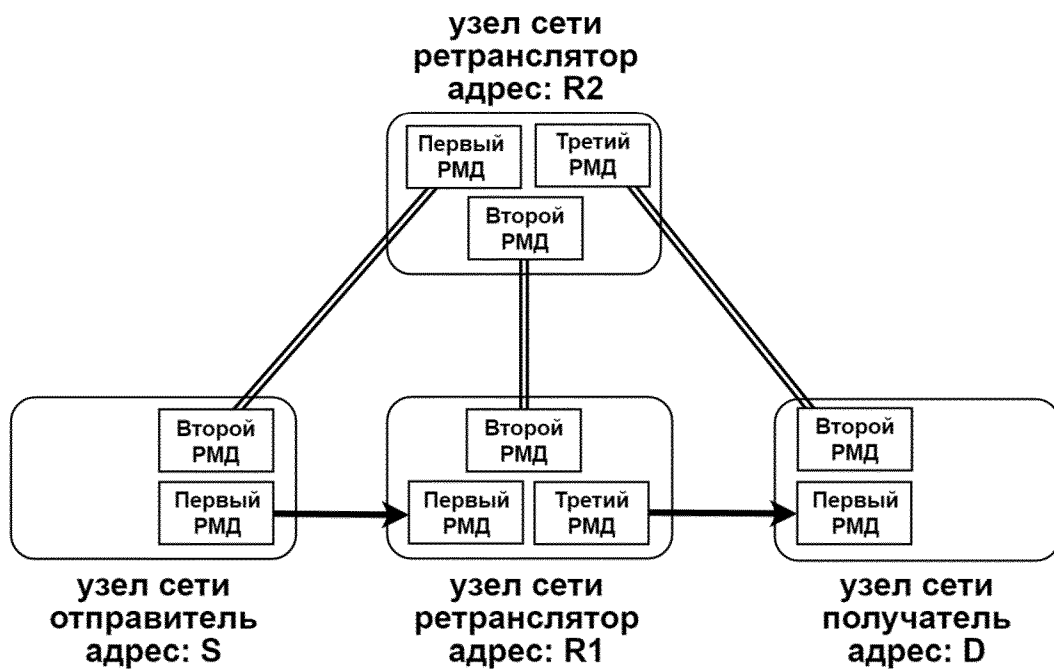 узел сети
ретранслятор
адрес: R2
Первый
РМД
Третий
РМД
Второй
РМД
Второй
РМД
Первый
РМД
Второй
РМД
Первый
РМД
Третий
РМД
Второй
РМД
Первый
РМД
узел сети
отправитель
адрес: S
узел сети
ретранслятор
адрес: R1
узел сети
получатель
адрес: D